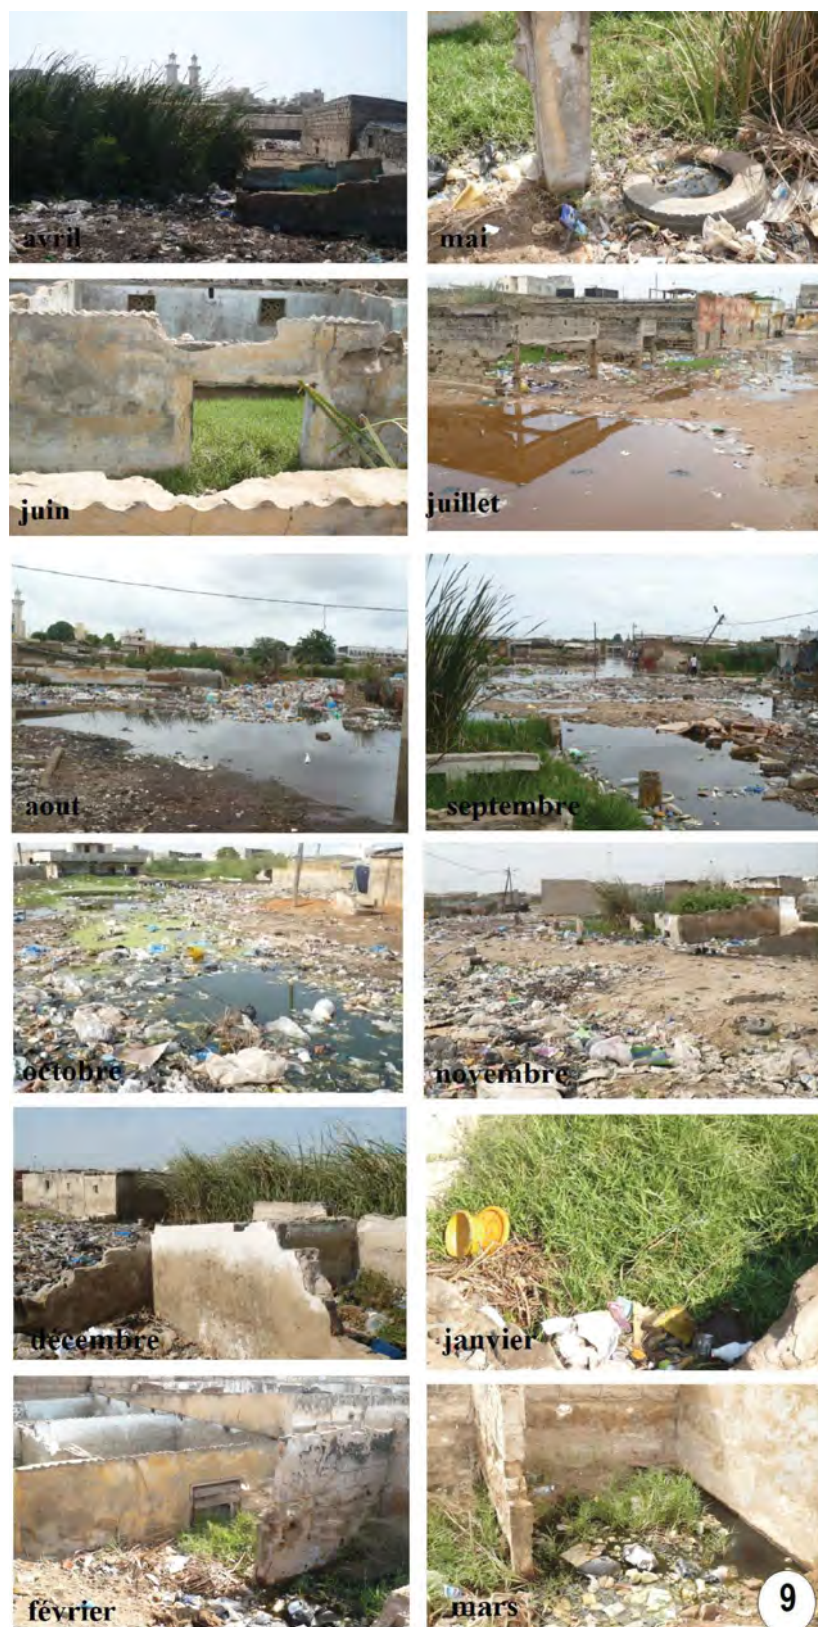 avril
mai
juin
juillet
aout
septembre
octobre
novembre
décembre
janvier
février
mars
9